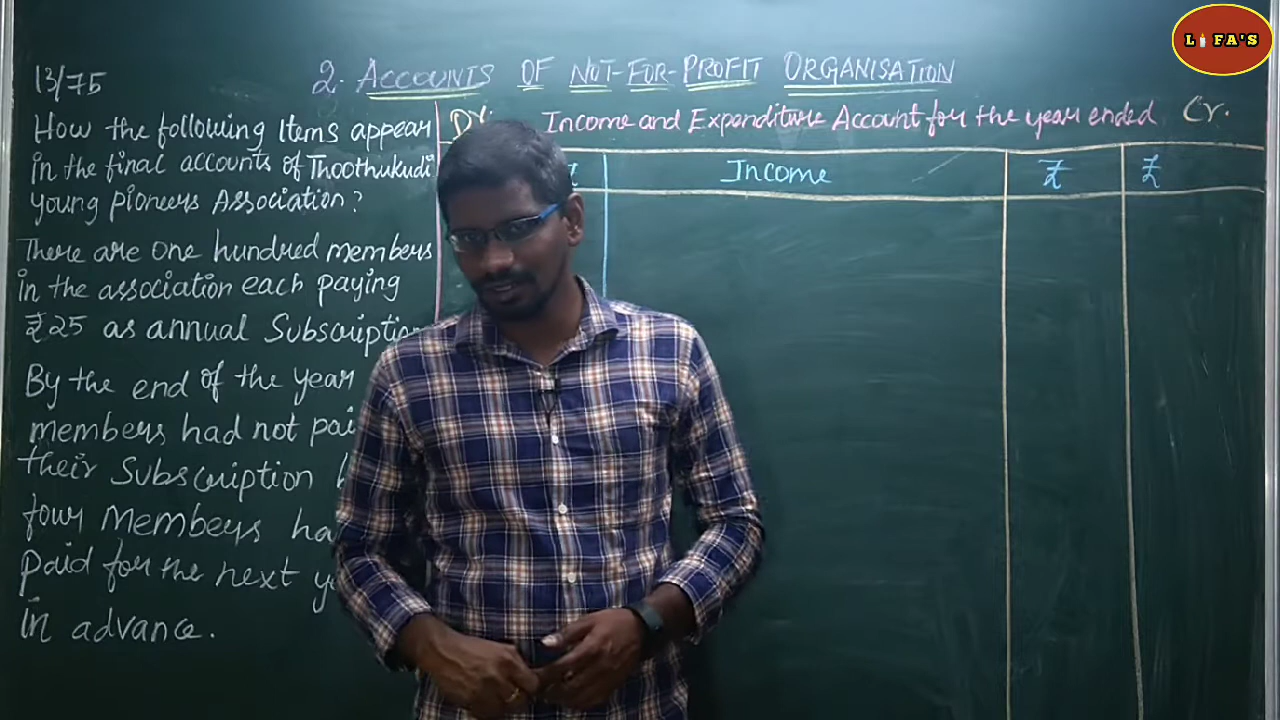 LIFA'S
13/75
2. ACCOUNTS OF NOT-FOR-PROFIT ORGANISATION
How the following items appear
in the final accounts of Thoothukudi
young pioneers Association?
There are one hundred members
in the association each paying
₹25 as annual Subscription
By the end of the year
members had not
their Subscription
four Members
Paid for the next
in advance.
Income and Expenditure Account for the year ended Cr.
Income ₹ ₹